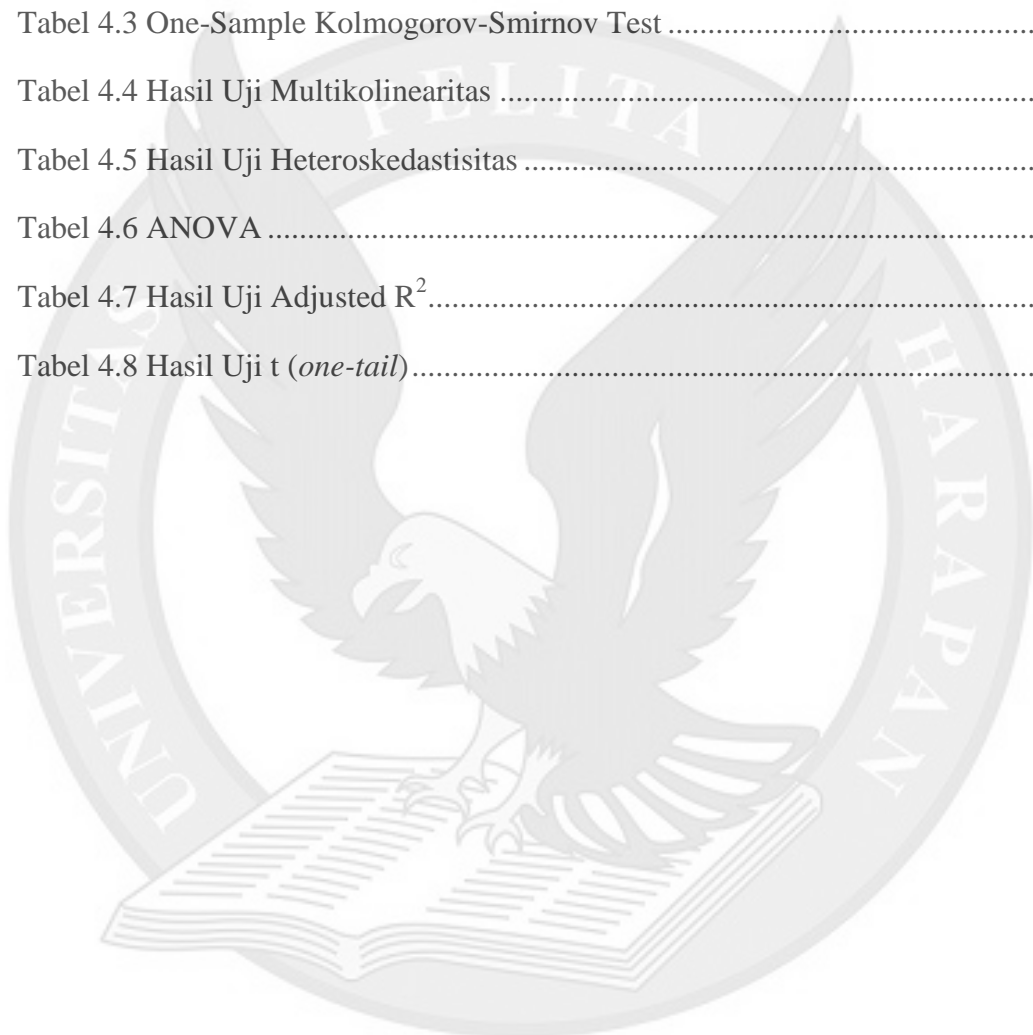 Tabel 4.3 One-Sample Kolmogorov-Smirnov Test ..........................................
Tabel 4.4 Hasil Uji Multikolinearitas ..........................................
Tabel 4.5 Hasil Uji Heteroskedastisitas ..........................................
Tabel 4.6 ANOVA ..........................................
Tabel 4.7 Hasil Uji Adjusted R²..........................................
Tabel 4.8 Hasil Uji t (one-tail)..........................................
UNIVERSITAS PELITA HARAPAN